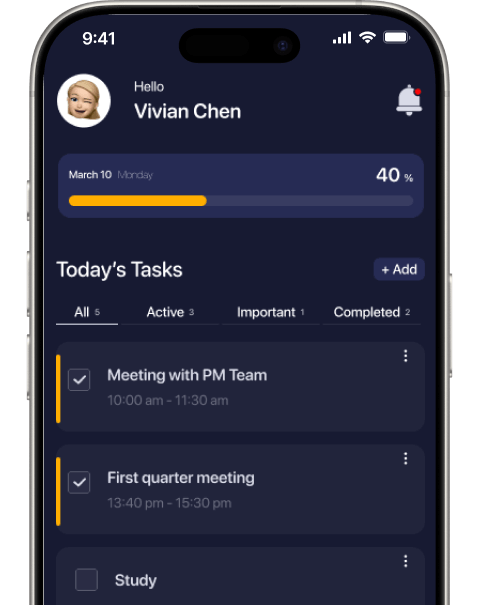 9:41
Hello
Vivian Chen
March 10 Monday 40 %
Today's Tasks + Add
All 5 Active 3 Important 1 Completed 2
Meeting with PM Team
10:00 am - 11:30 am
First quarter meeting
13:40 pm - 15:30 pm
Study